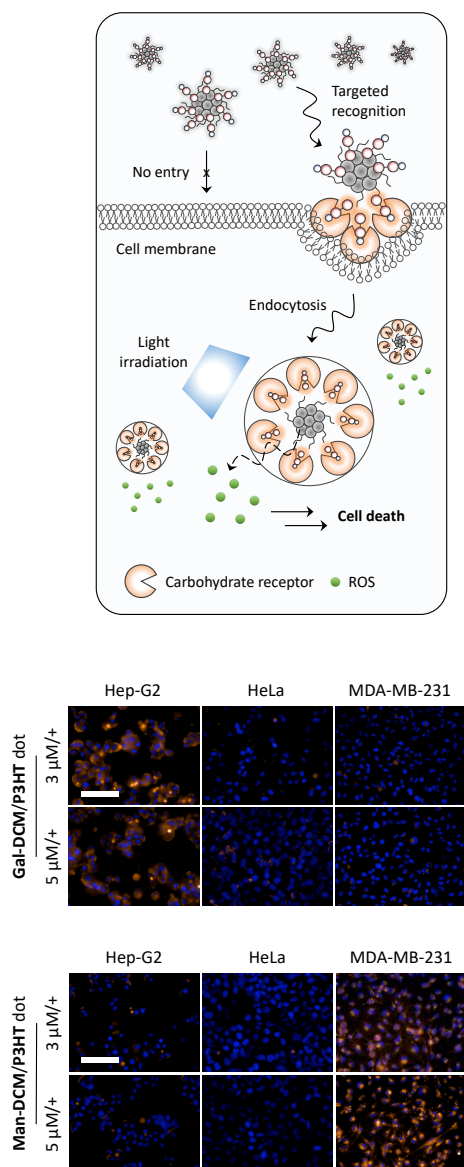 Targeted
recognition
No entry
x
Cell membrane
Endocytosis
Light
irradiation
Cell death
Carbohydrate receptor
ROS
Hep-G2 HeLa MDA-MB-231
Gal-DCM/P3HT dot
3 μM/+
5 μM/+
Hep-G2 HeLa MDA-MB-231
Man-DCM/P3HT dot
3 μM/+
5 μM/+